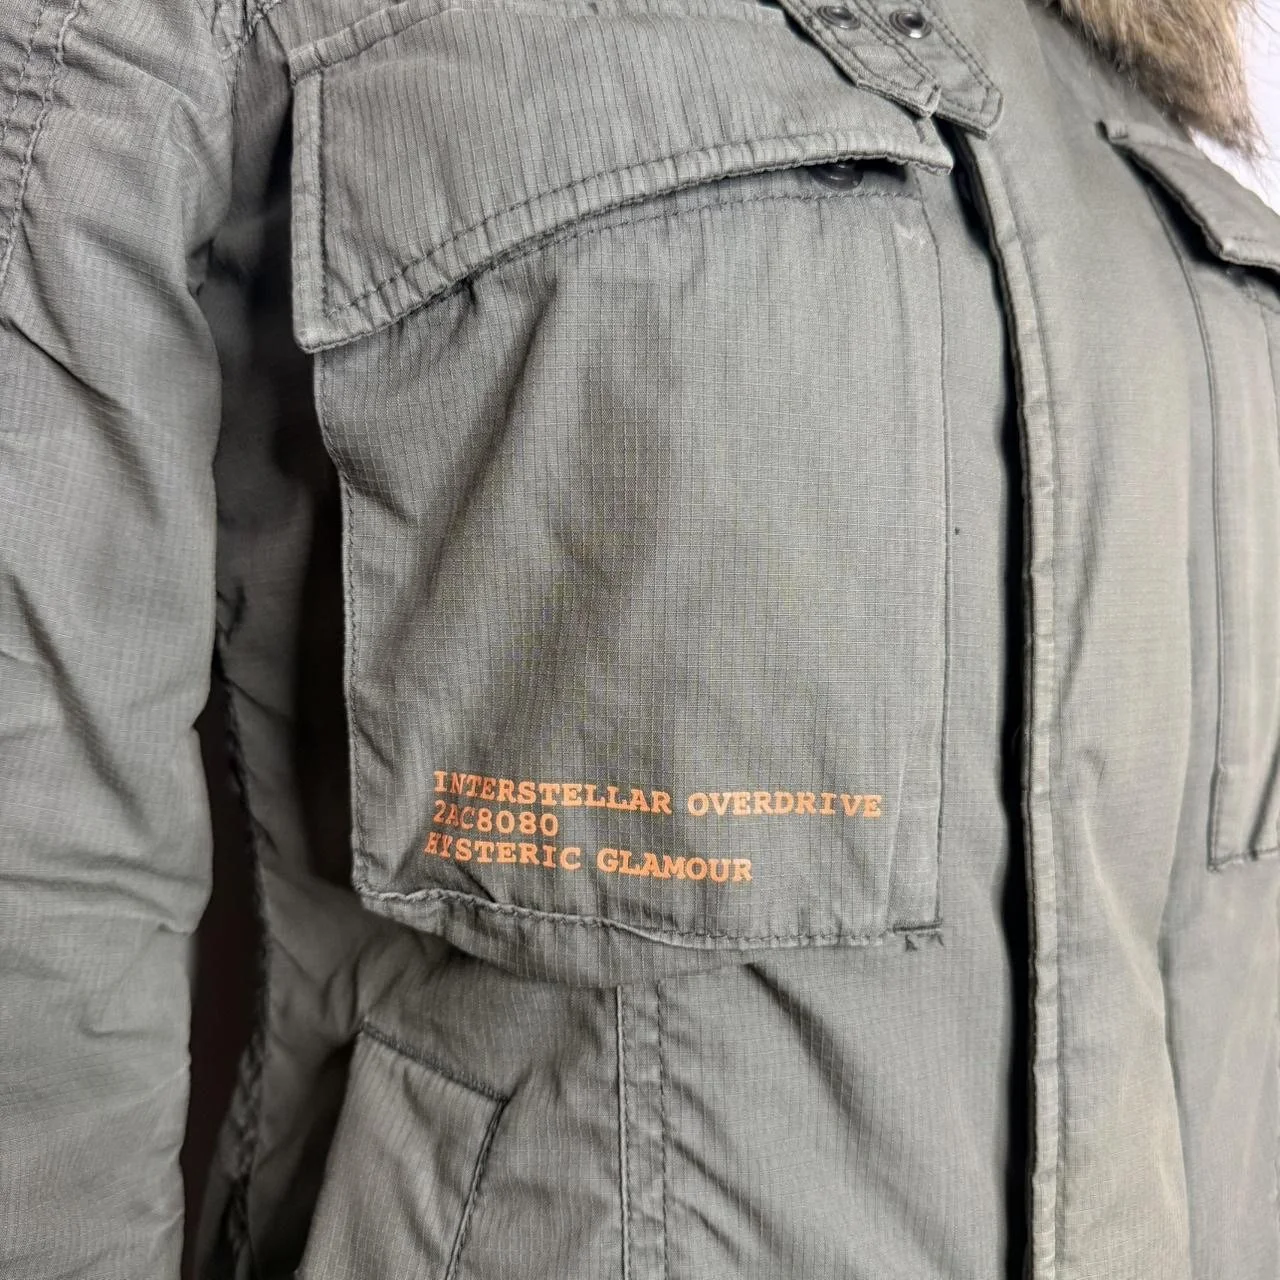 INTERSTELLAR OVERDRIVE
2AC8080
HYSTERIC GLAMOUR